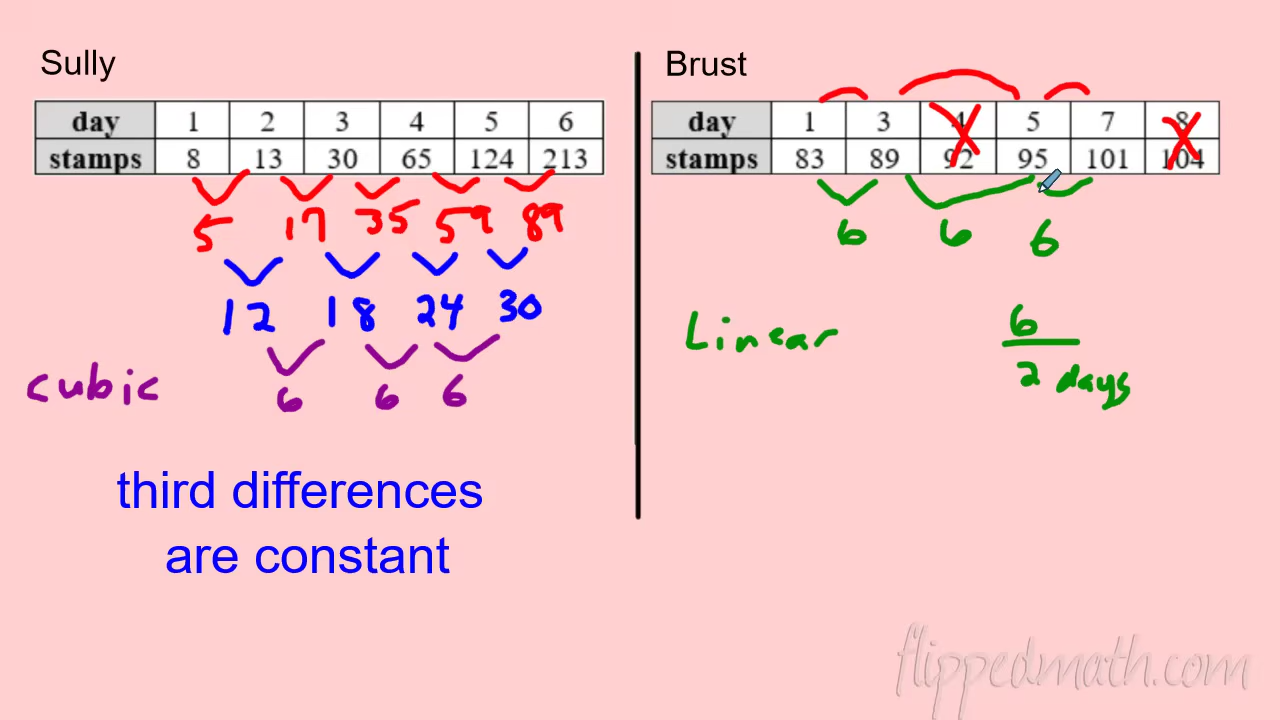 Sully
day 1 2 3 4 5 6
stamps 8 13 30 65 124 213
5 17 35 59 89
12 18 24 30
6 6 6
cubic
third differences
are constant
Brust
day 1 3 4 5 7 8
stamps 83 89 92 95 101 104
6 6 6
Linear
6
2 days
flippedmath.com